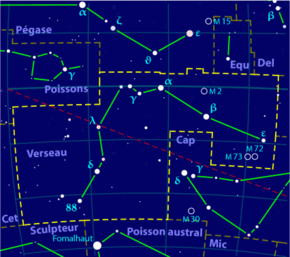 α
ζ
M 15
β
Pégase
ε
θ
Equ
Del
γ
Poissons
α
γ
M 2
β
λ
ε
Cap
M 72
M 73
Verseau
δ
δ
γ
88
M 30
Cet
Sculpteur
Fomalhaut
Poisson austral
Mic